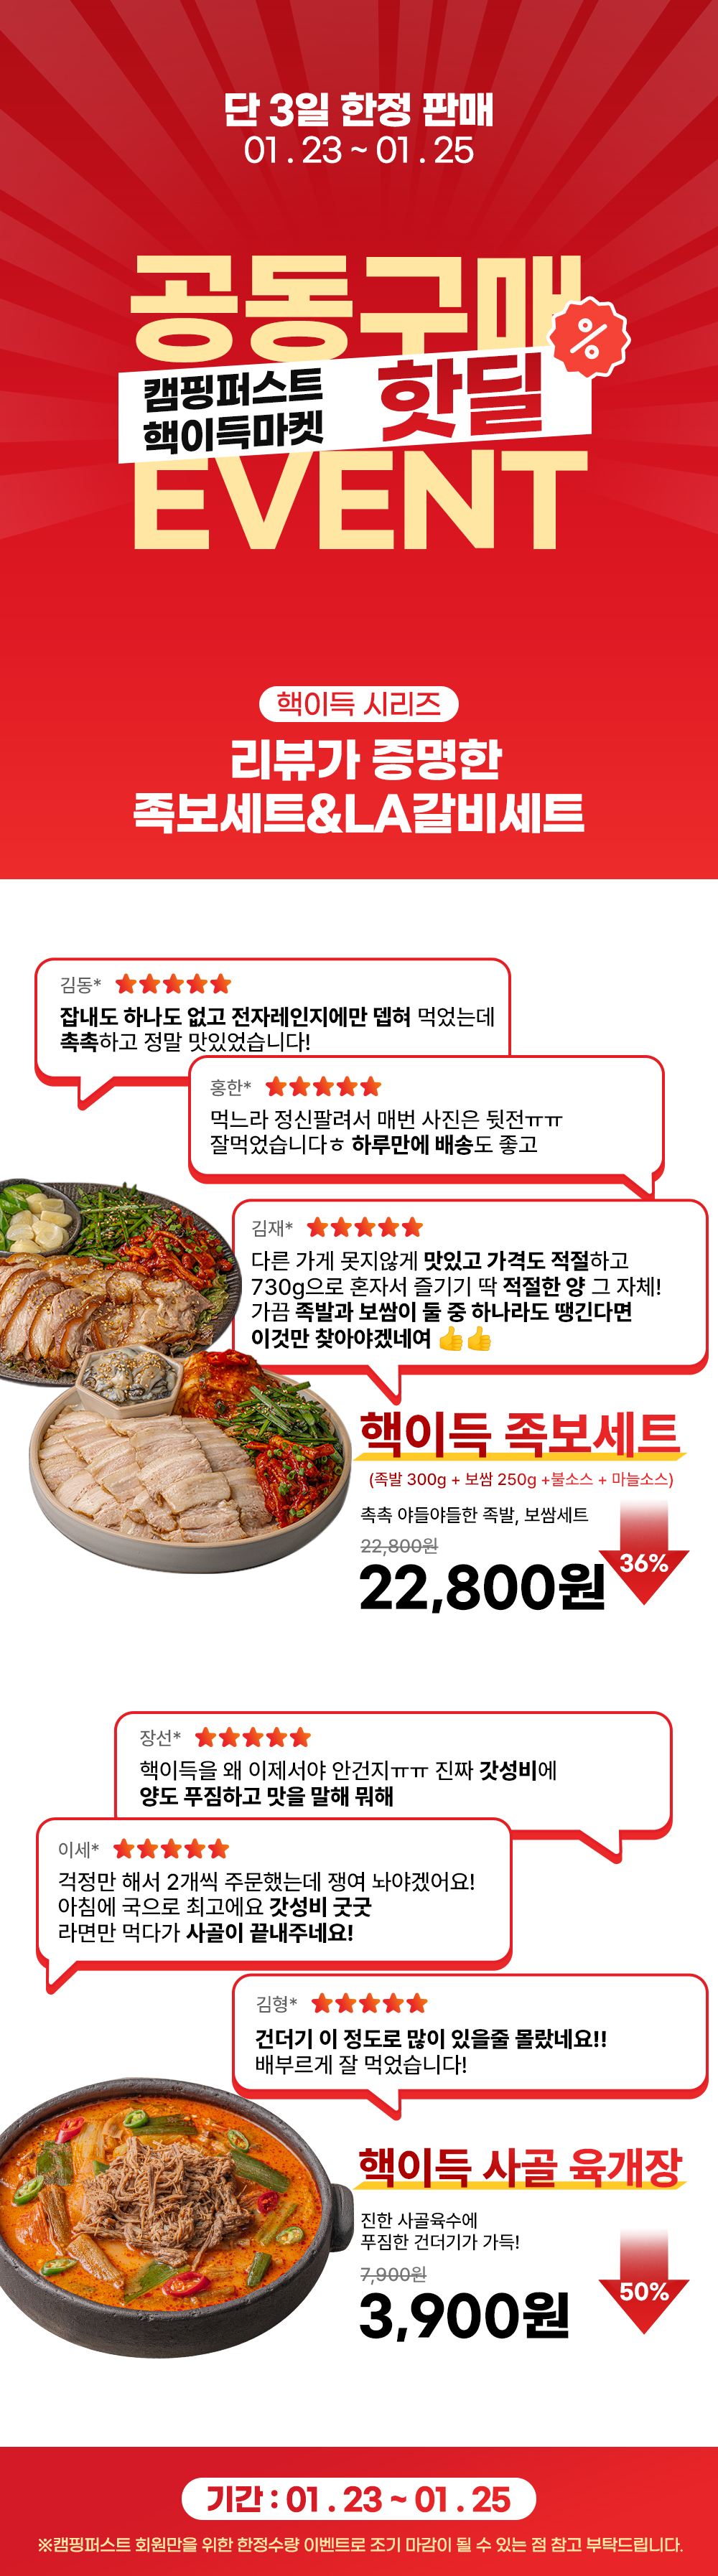 단 3일 한정 판매
01 . 23 ~ 01 . 25
공동구매
%
캠핑퍼스트
핵이득마켓
핫딜
EVENT
핵이득 시리즈
리뷰가 증명한
족보세트&LA갈비세트
김동* ★★★★★
잡내도 하나도 없고 전자레인지에만 뎁혀 먹었는데
촉촉하고 정말 맛있었습니다!
홍한* ★★★★★
먹느라 정신팔려서 매번 사진은 뒷전ㅠㅠ
잘먹었습니다ㅎ 하루만에 배송도 좋고
김재* ★★★★★
다른 가게 못지않게 맛있고 가격도 적절하고
730g으로 혼자서 즐기기 딱 적절한 양 그 자체!
가끔 족발과 보쌈이 둘 중 하나라도 땡긴다면
이것만 찾아야겠네여 👍👍
핵이득 족보세트
(족발 300g + 보쌈 250g +불소스 + 마늘소스)
촉촉 야들야들한 족발, 보쌈세트
22,800원
22,800원
36%
장선* ★★★★★
핵이득을 왜 이제서야 안건지ㅠㅠ 진짜 갓성비에
양도 푸짐하고 맛을 말해 뭐해
이세* ★★★★★
걱정만 해서 2개씩 주문했는데 쟁여 놔야겠어요!
아침에 국으로 최고에요 갓성비 굿굿
라면만 먹다가 사골이 끝내주네요!
김형* ★★★★★
건더기 이 정도로 많이 있을줄 몰랐네요!!
배부르게 잘 먹었습니다!
핵이득 사골 육개장
진한 사골육수에
푸짐한 건더기가 가득!
7,900원
3,900원
50%
기간 : 01 . 23 ~ 01 . 25
※캠핑퍼스트 회원만을 위한 한정수량 이벤트로 조기 마감이 될 수 있는 점 참고 부탁드립니다.